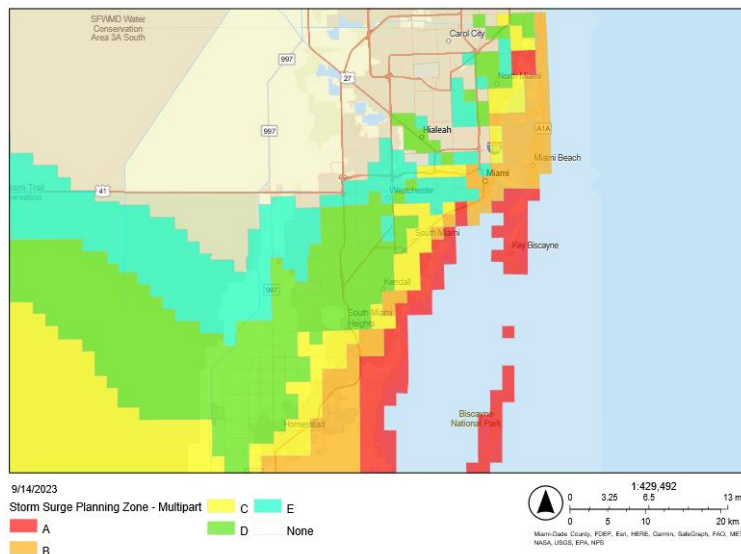 SFWMD Water
Conservation
Area 3A South
Carol City
997
27
997
North Miami
Hialeah
997
A1A
Miami Beach
Miami
41
Westchester
South Miami
Key Biscayne
997
Kendall
South Miami
Heights
Biscayne
National Park
Homestead
9/14/2023
Storm Surge Planning Zone - Multipart
A
B
C
D
E
None
1:429,492
0 3.25 6.5 13 m
0 5 10 20 km
Miami-Dade County, FDEP, Esri, HERE, Garmin, SafeGraph, FAO, MET
NASA, USGS, EPA, NPS